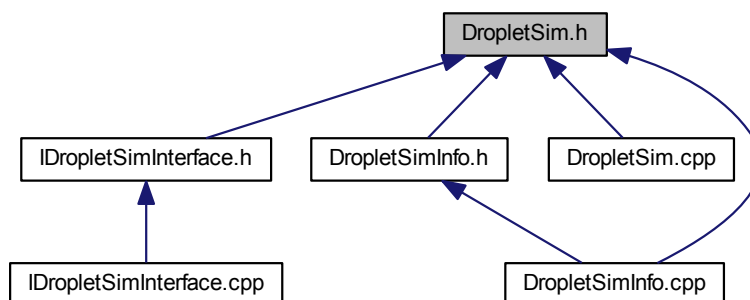 DropletSim.h
IDropletSimInterface.h
DropletSimInfo.h
DropletSim.cpp
IDropletSimInterface.cpp
DropletSimInfo.cpp